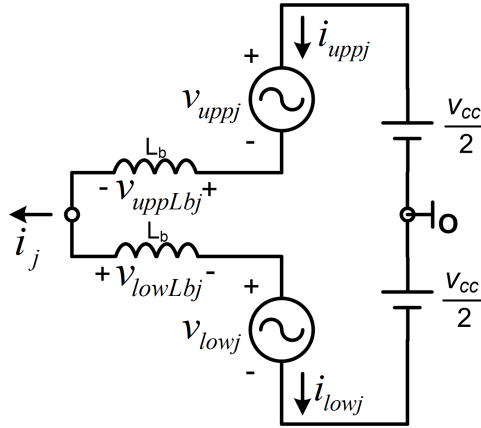 +
i_uppj
v_uppj
-
v_cc
2
L_b
- v_uppLbj +
i_j
o
L_b
+ v_lowLbj -
+
v_cc
2
v_lowj
-
i_lowj